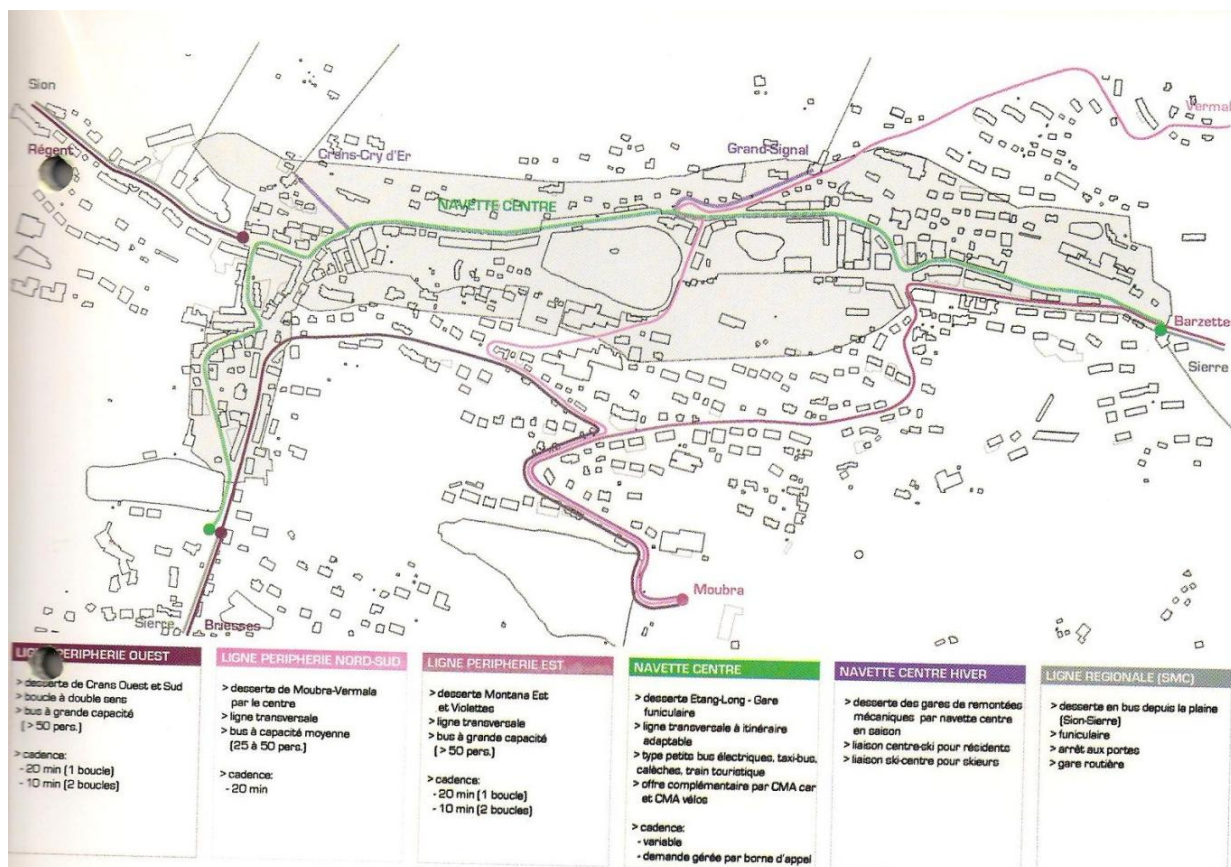 Sion
Régent
Crans-Cry d'Er
Grand-Signal
NAVETTE CENTRE
Barzette
Sierre
Moubra
Sierre
Briesses
LIGNE PERIPHERIE OUEST
> desserte de Crans Ouest et Sud
> boucle à double sens
> bus à grande capacité
( > 50 pers.)
> cadence:
- 20 min (1 boucle)
- 10 min (2 boucles)
LIGNE PERIPHERIE NORD-SUD
> desserte de Moubra-Vermala
par le centre
> ligne transversale
> bus à capacité moyenne
(25 à 50 pers.)
> cadence:
- 20 min
LIGNE PERIPHERIE EST
> desserte Montana Est
et Violettes
> ligne transversale
> bus à grande capacité
( > 50 pers.)
> cadence:
- 20 min (1 boucle)
- 10 min (2 boucles)
NAVETTE CENTRE
> desserte Etang-Long - Gare
funiculaire
> ligne transversale à itinéraire
adaptable
> type petits bus électriques, taxi-bus,
calèches, train touristique
> offre complémentaire par CMA car
et CMA vélos
> cadence:
- variable
- demande gérée par borne d'appel
NAVETTE CENTRE HIVER
> desserte des gares de remontées
mécaniques par navette centre
en saison
> liaison centre-ski pour résidents
> liaison ski-centre pour skieurs
LIGNE REGIONALE (SMC)
> desserte en bus depuis la plaine
(Sion-Sierre)
> funiculaire
> arrêt aux portes
> gare routière